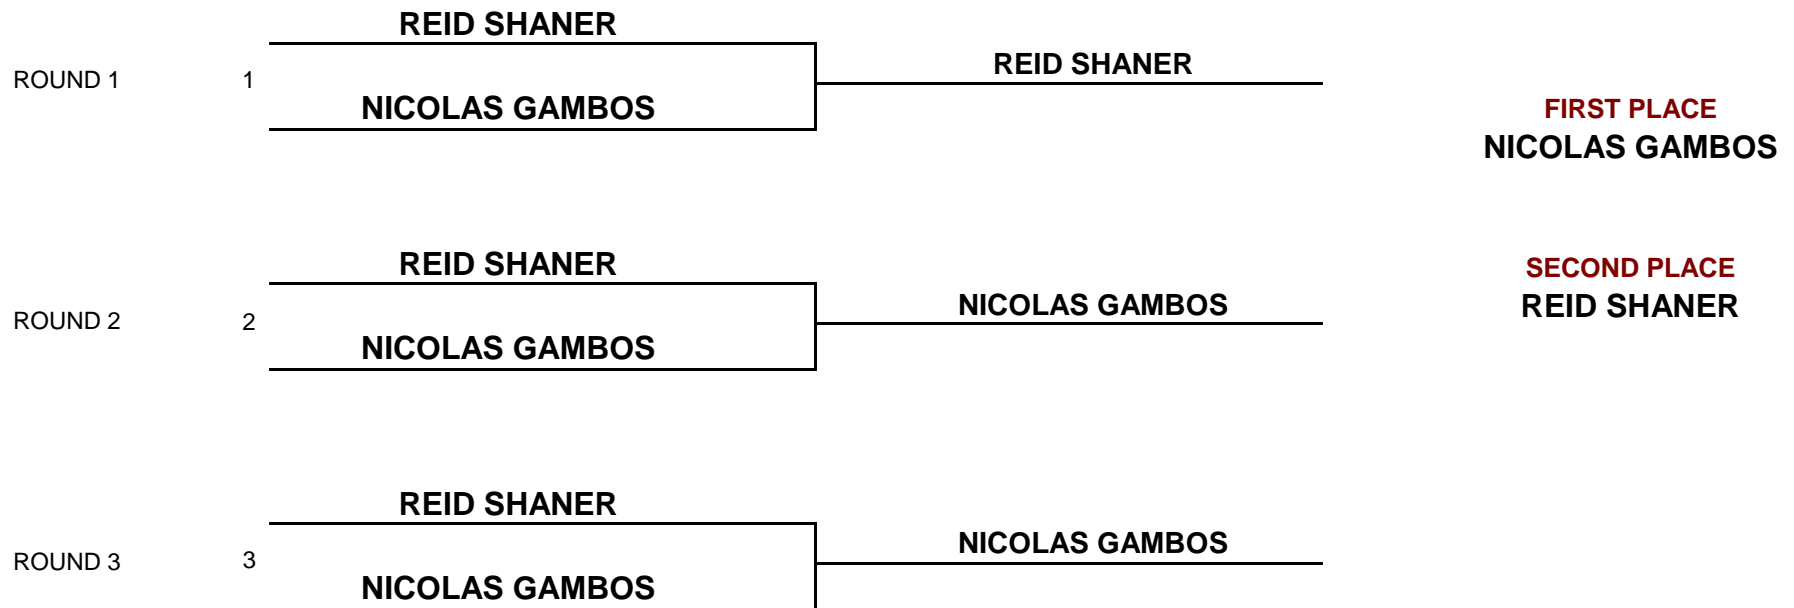 REID SHANER
ROUND 1
1
NICOLAS GAMBOS
REID SHANER
FIRST PLACE
NICOLAS GAMBOS
REID SHANER
ROUND 2
2
NICOLAS GAMBOS
NICOLAS GAMBOS
SECOND PLACE
REID SHANER
REID SHANER
ROUND 3
3
NICOLAS GAMBOS
NICOLAS GAMBOS